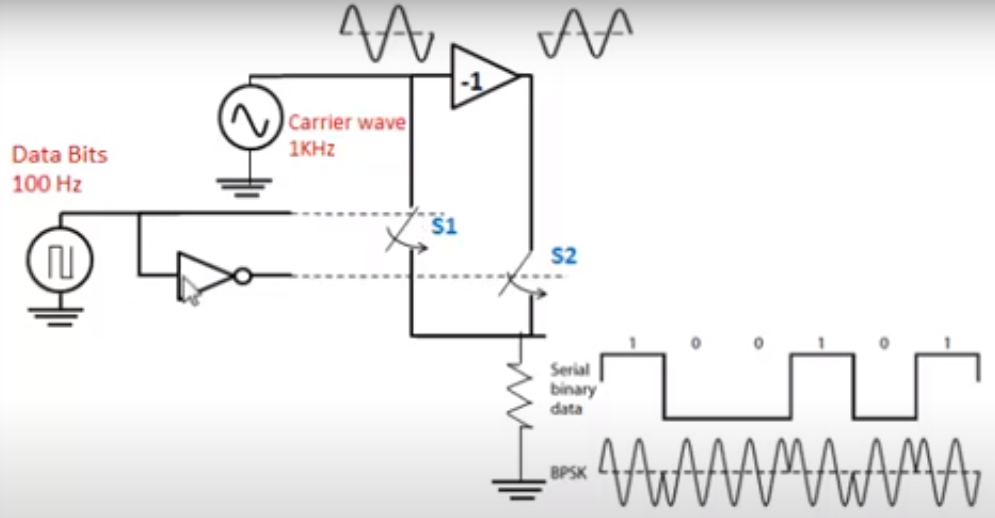 -1
Carrier wave
1KHz
Data Bits
100 Hz
S1
S2
1 0 0 1 0 1
Serial
binary
data
BPSK